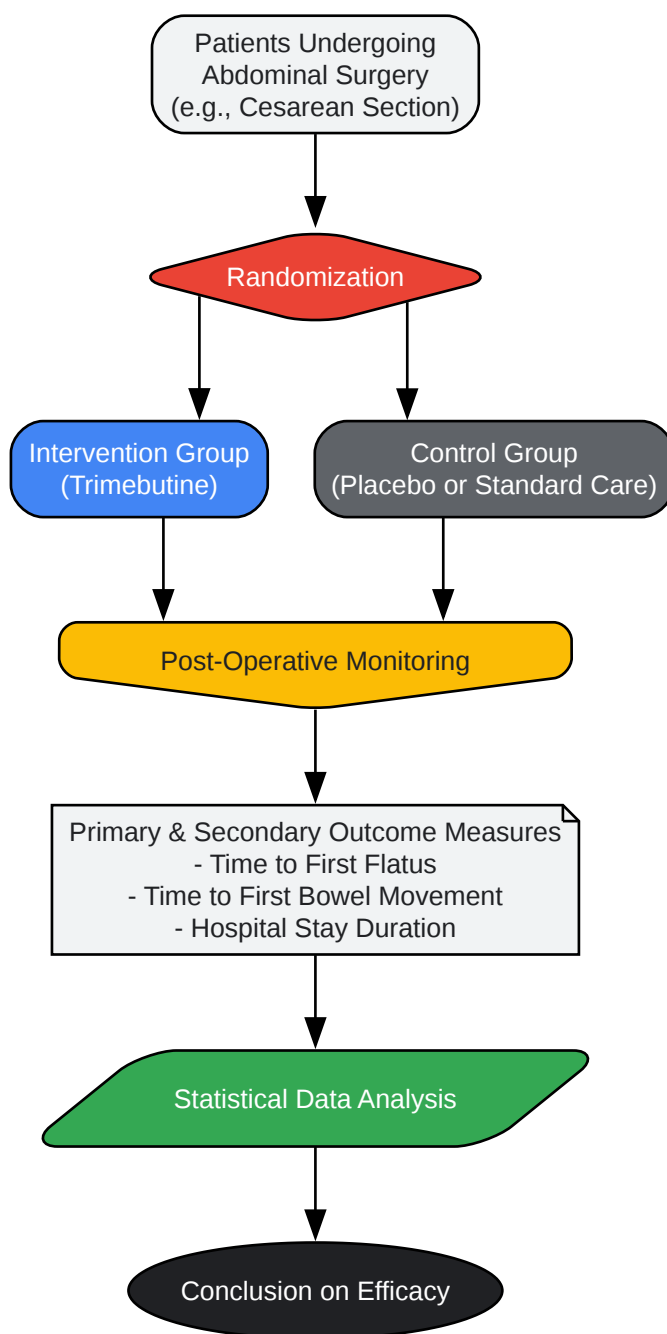 Patients Undergoing
Abdominal Surgery
(e.g., Cesarean Section)
Randomization
Intervention Group
(Trimebutine)
Control Group
(Placebo or Standard Care)
Post-Operative Monitoring
Primary & Secondary Outcome Measures
- Time to First Flatus
- Time to First Bowel Movement
- Hospital Stay Duration
Statistical Data Analysis
Conclusion on Efficacy